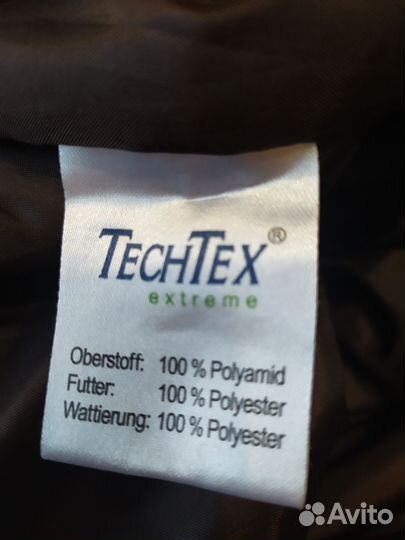 TECHTEX®
extreme
Oberstoff: 100 % Polyamid
Futter: 100 % Polyester
Wattierung: 100 % Polyester
Avito